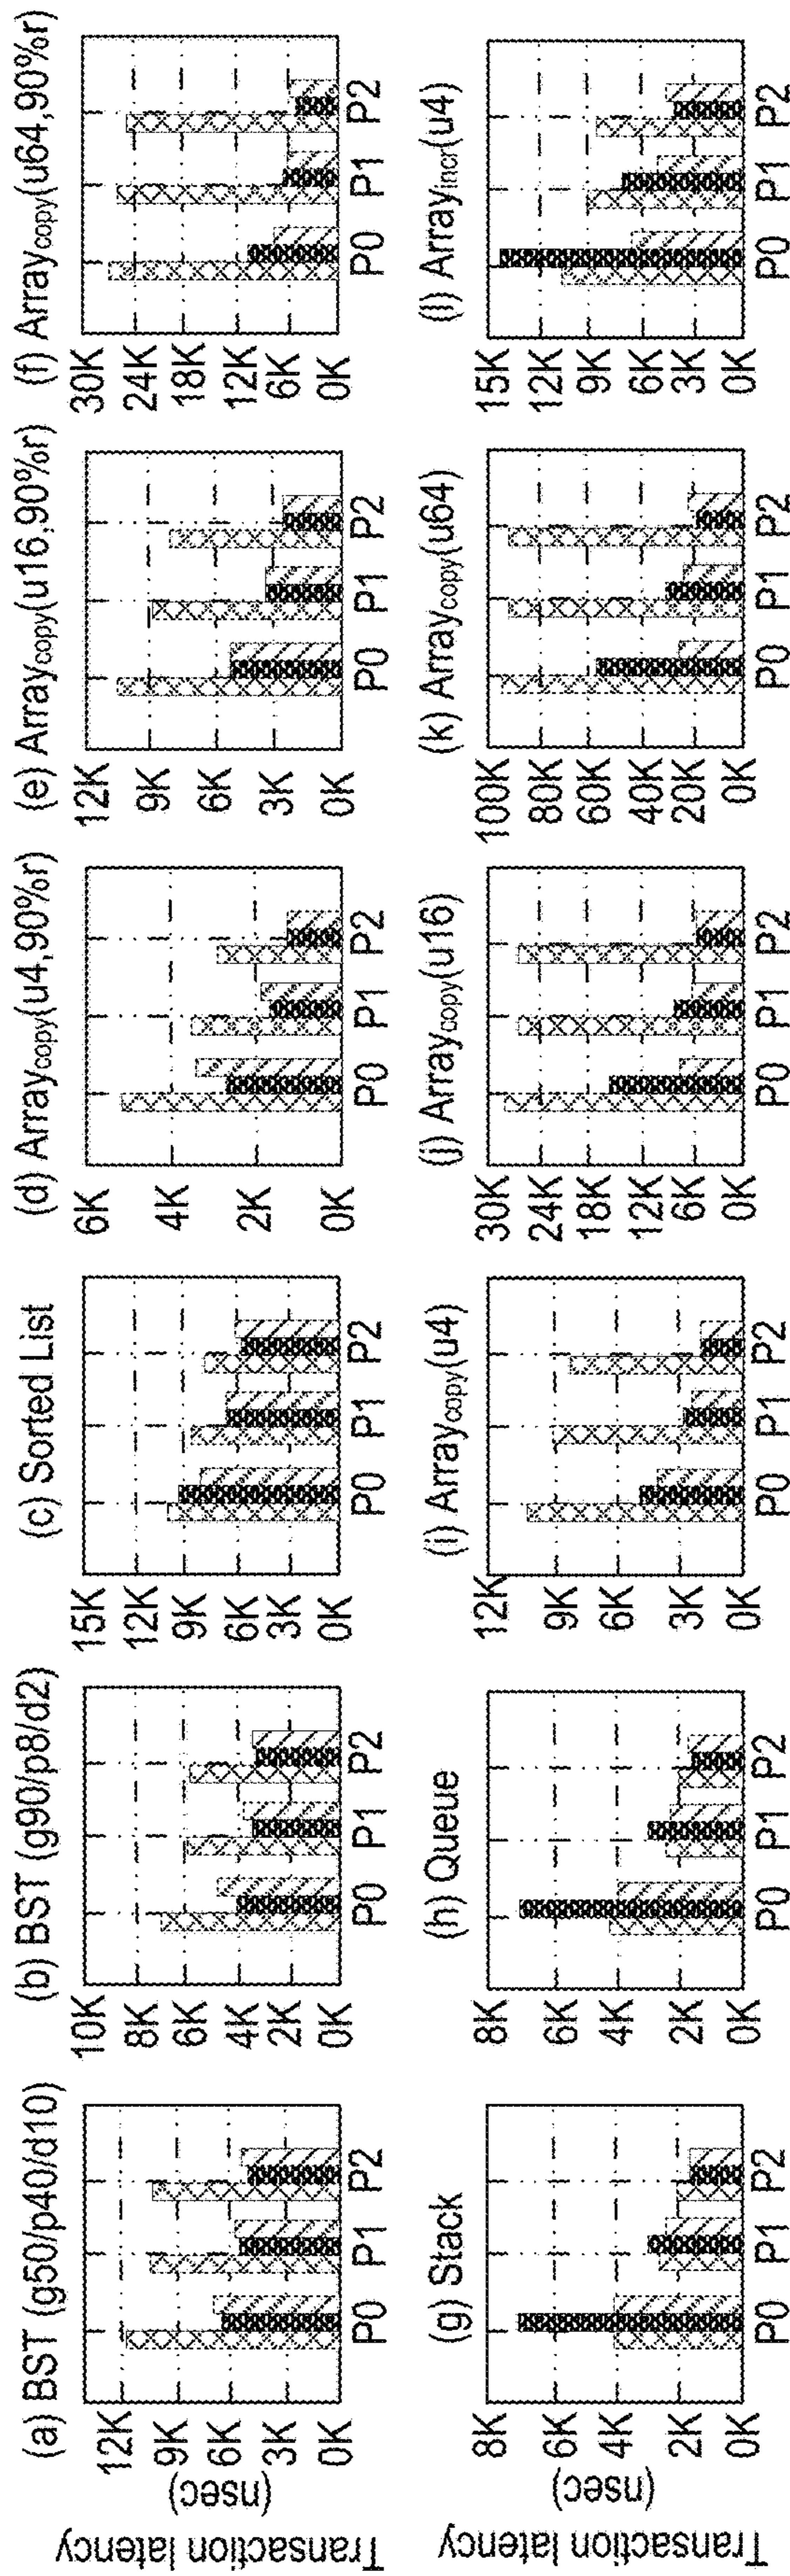 Transaction latency
(nsec)
(a) BST (g50/p40/d10)
12K
9K
6K
3K
0K
P0 P1 P2
(b) BST (g90/p8/d2)
10K
8K
6K
4K
2K
0K
P0 P1 P2
(c) Sorted List
15K
12K
9K
6K
3K
0K
P0 P1 P2
(d) Arraycopy(u4,90%r)
6K
4K
2K
0K
P0 P1 P2
(e) Arraycopy(u16,90%r)
12K
9K
6K
3K
0K
P0 P1 P2
(f) Arraycopy(u64,90%r)
30K
24K
18K
12K
6K
0K
P0 P1 P2
Transaction latency
(nsec)
(g) Stack
8K
6K
4K
2K
0K
P0 P1 P2
(h) Queue
8K
6K
4K
2K
0K
P0 P1 P2
(i) Arraycopy(u4)
12K
9K
6K
3K
0K
P0 P1 P2
(j) Arraycopy(u16)
30K
24K
18K
12K
6K
0K
P0 P1 P2
(k) Arraycopy(u64)
100K
80K
60K
40K
20K
0K
P0 P1 P2
(l) Arrayincr(u4)
15K
12K
9K
6K
3K
0K
P0 P1 P2